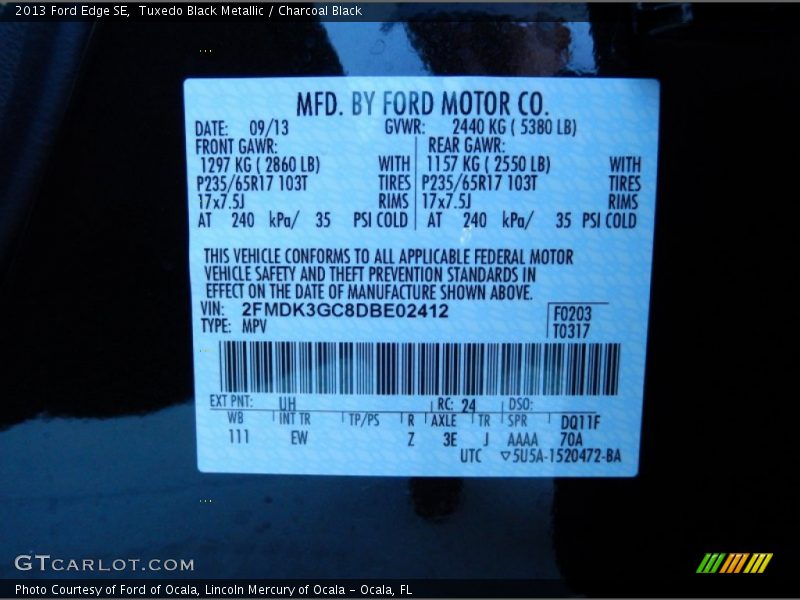 2013 Ford Edge SE, Tuxedo Black Metallic / Charcoal Black
MFD. BY FORD MOTOR CO.
DATE: 09/13 GVWR: 2440 KG ( 5380 LB)
FRONT GAWR: REAR GAWR:
1297 KG ( 2860 LB) WITH 1157 KG ( 2550 LB) WITH
P235/65R17 103T TIRES P235/65R17 103T TIRES
17x7.5J RIMS 17x7.5J RIMS
AT 240 kPa/ 35 PSI COLD AT 240 kPa/ 35 PSI COLD
THIS VEHICLE CONFORMS TO ALL APPLICABLE FEDERAL MOTOR
VEHICLE SAFETY AND THEFT PREVENTION STANDARDS IN
EFFECT ON THE DATE OF MANUFACTURE SHOWN ABOVE.
VIN: 2FMDK3GC8DBE02412 F0203
TYPE: MPV T0317
EXT PNT: UH RC: 24 DSO:
WB INT TR TP/PS R AXLE TR SPR DQ11F
111 EW Z 3E J AAAA 70A
UTC ▽5U5A-1520472-BA
GTCARLOT.COM
Photo Courtesy of Ford of Ocala, Lincoln Mercury of Ocala - Ocala, FL